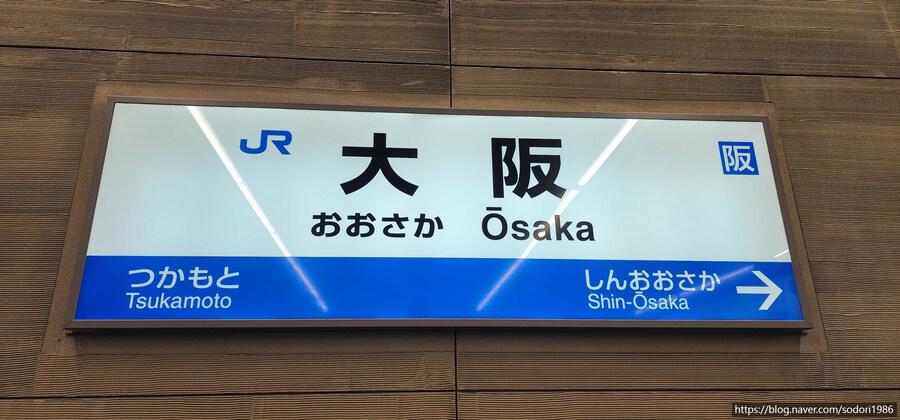 JR
大阪
阪
おおさか Ōsaka
つかもと
Tsukamoto
しんおおさか
Shin-Ōsaka
https://blog.naver.com/sodori1986